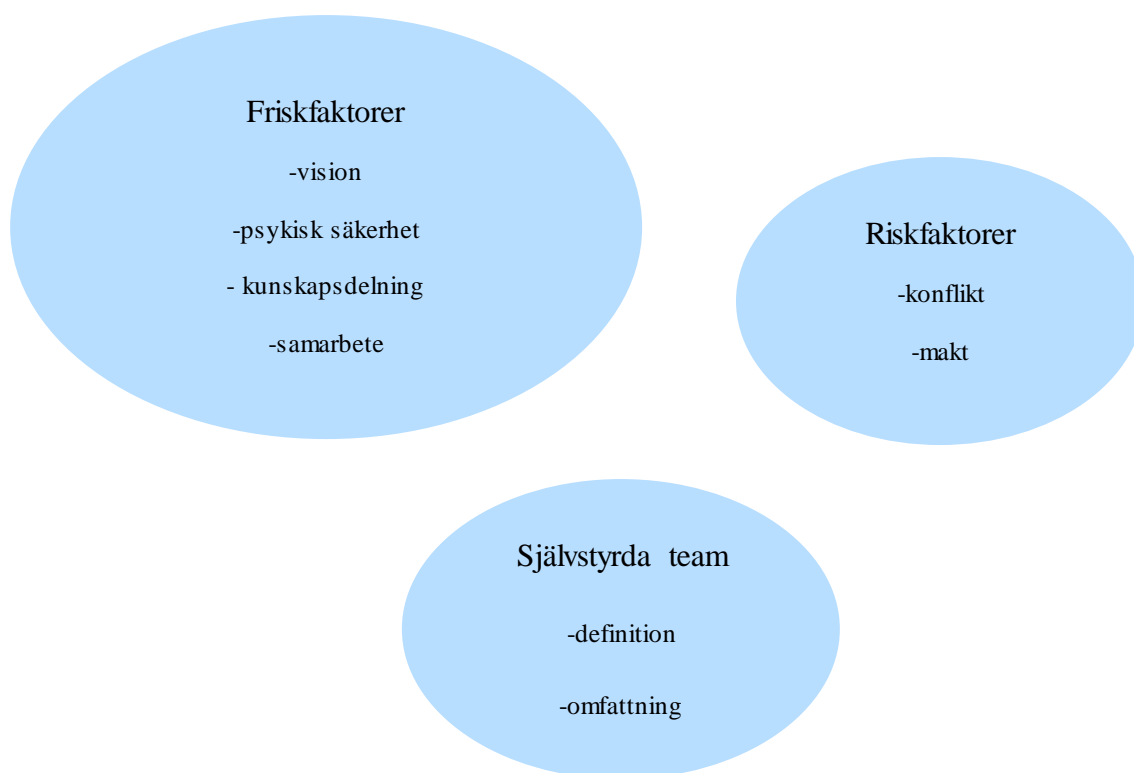 Friskfaktorer
-vision
-psykisk säkerhet
- kunskapsdelning
-samarbete
Riskfaktorer
-konflikt
-makt
Självstyrda team
-definition
-omfattning